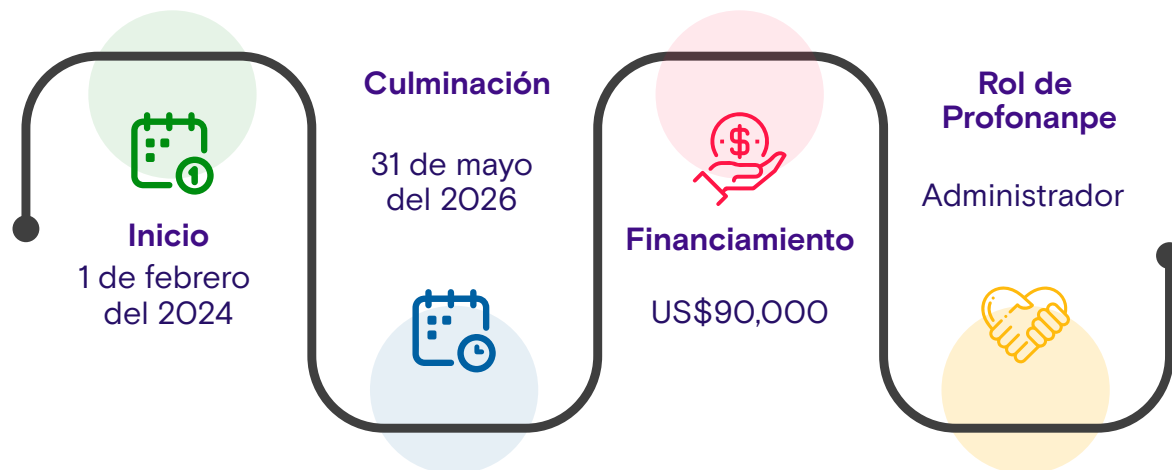 Inicio
1 de febrero
del 2024
Culminación
31 de mayo
del 2026
Financiamiento
US$90,000
Rol de
Profonanpe
Administrador